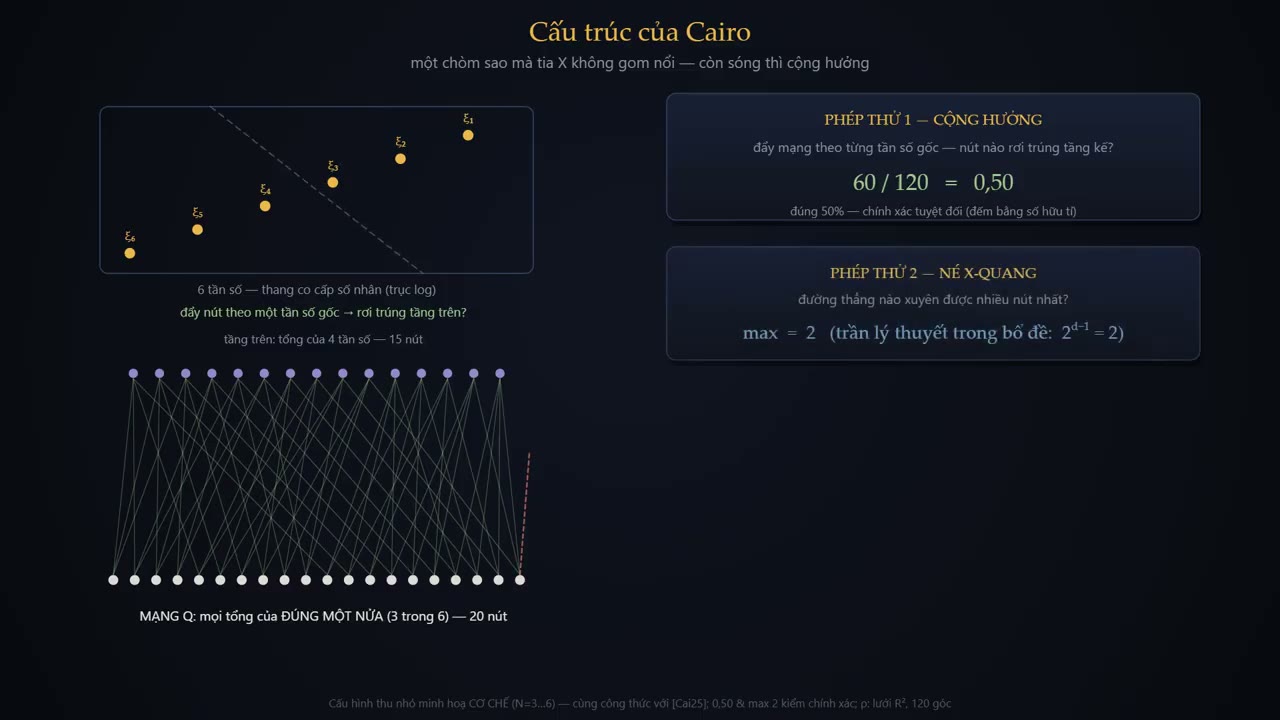 Cấu trúc của Cairo
một chòm sao mà tia X không gom nổi — còn sóng thì cộng hưởng
ξ₁
ξ₂
ξ₃
ξ₄
ξ₅
ξ₆
6 tần số — thang co cấp số nhân (trục log)
đẩy nút theo một tần số gốc → rơi trúng tầng trên?
tầng trên: tổng của 4 tần số — 15 nút
MẠNG Q: mọi tổng của ĐÚNG MỘT NỬA (3 trong 6) — 20 nút
PHÉP THỬ 1 — CỘNG HƯỞNG
đẩy mạng theo từng tần số gốc — nút nào rơi trúng tầng kế?
60 / 120 = 0,50
đúng 50% — chính xác tuyệt đối (đếm bằng số hữu tỉ)
PHÉP THỬ 2 — NÉ X-QUANG
đường thẳng nào xuyên được nhiều nút nhất?
max = 2 (trần lý thuyết trong bổ đề: 2ᵈ⁻¹ = 2)
Cấu hình thu nhỏ minh hoạ CƠ CHẾ (N=3...6) — cùng công thức với [Cai25]; 0,50 & max 2 kiểm chính xác; ρ: lưới R², 120 góc